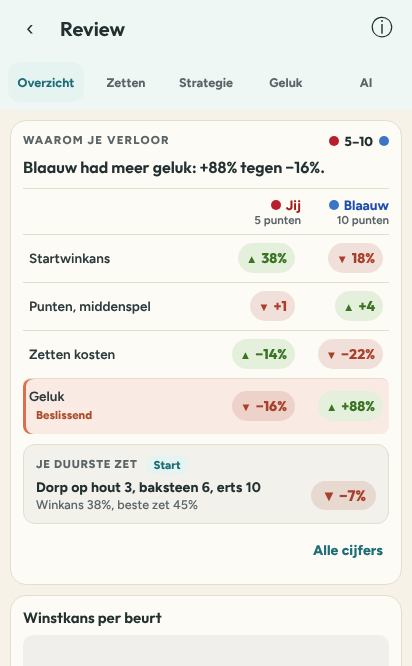 Review
Overzicht Zetten Strategie Geluk AI
WAAROM JE VERLOOR 5–10
Blaauw had meer geluk: +88% tegen −16%.
Jij Blaauw
5 punten 10 punten
Startwinkans ▲ 38% ▼ 18%
Punten, middenspel ▼ +1 ▲ +4
Zetten kosten ▲ −14% ▼ −22%
Geluk ▼ −16% ▲ +88%
Beslissend
JE DUURSTE ZET Start
Dorp op hout 3, baksteen 6, erts 10 ▼ −7%
Winkans 38%, beste zet 45%
Alle cijfers
Winstkans per beurt